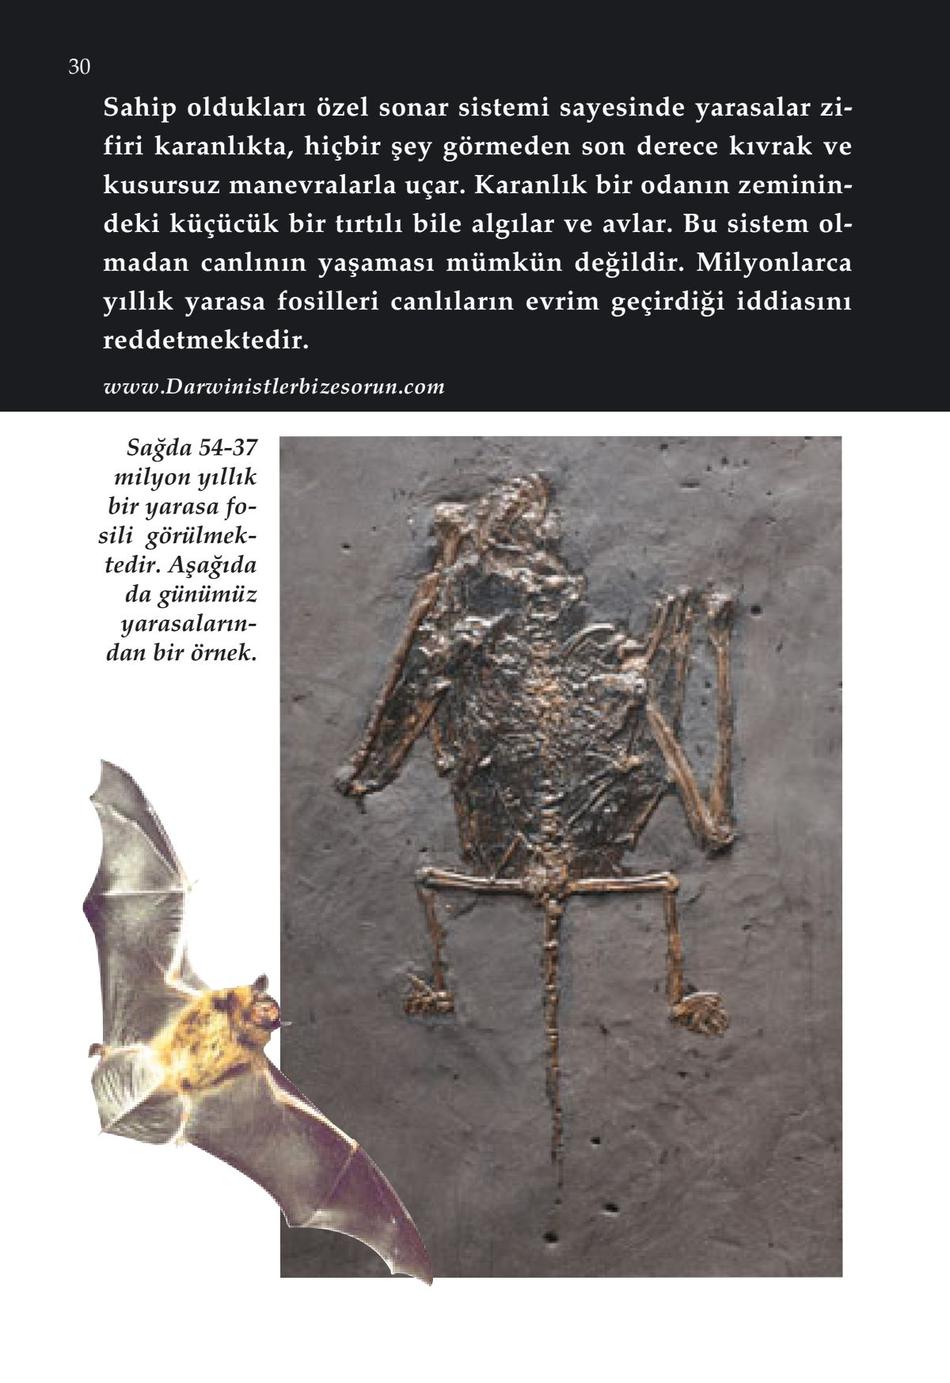 30
Sahip oldukları özel sonar sistemi sayesinde yarasalar zi-
firi karanlıkta, hiçbir şey görmeden son derece kıvrak ve
kusursuz manevralarla uçar. Karanlık bir odanın zeminin-
deki küçücük bir tırtılı bile algılar ve avlar. Bu sistem ol-
madan canlının yaşaması mümkün değildir. Milyonlarca
yıllık yarasa fosilleri canlıların evrim geçirdiği iddiasını
reddetmektedir.
www.Darwinistlerbizesorun.com
Sağda 54-37
milyon yıllık
bir yarasa fo-
sili görülmek-
tedir. Aşağıda
da günümüz
yarasaların-
dan bir örnek.